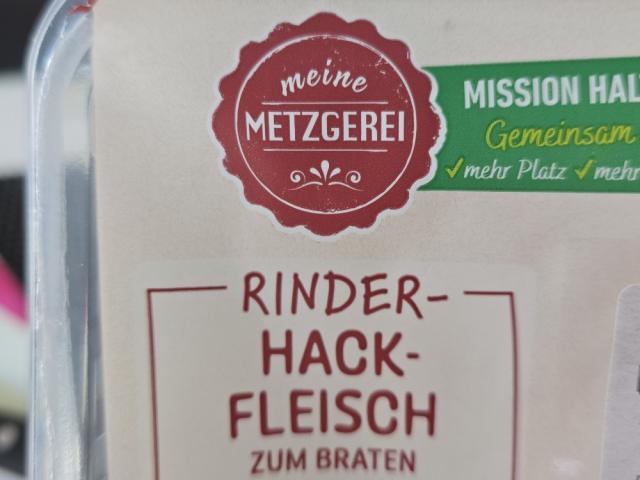 meine
METZGEREI
MISSION HAL
Gemeinsam
✓mehr Platz ✓mehr
RINDER-
HACK-
FLEISCH
ZUM BRATEN